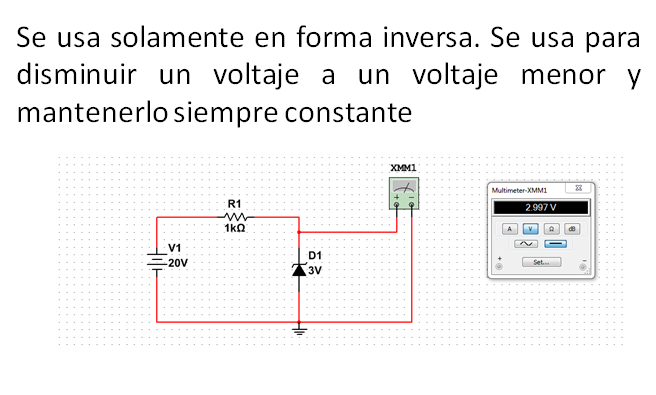 Se usa solamente en forma inversa. Se usa para
disminuir un voltaje a un voltaje menor y
mantenerlo siempre constante
XMM1
Multimeter-XMM1
2.997 V
A V Ω dB
Set...
+ -
R1
1kΩ
V1
20V
D1
3V